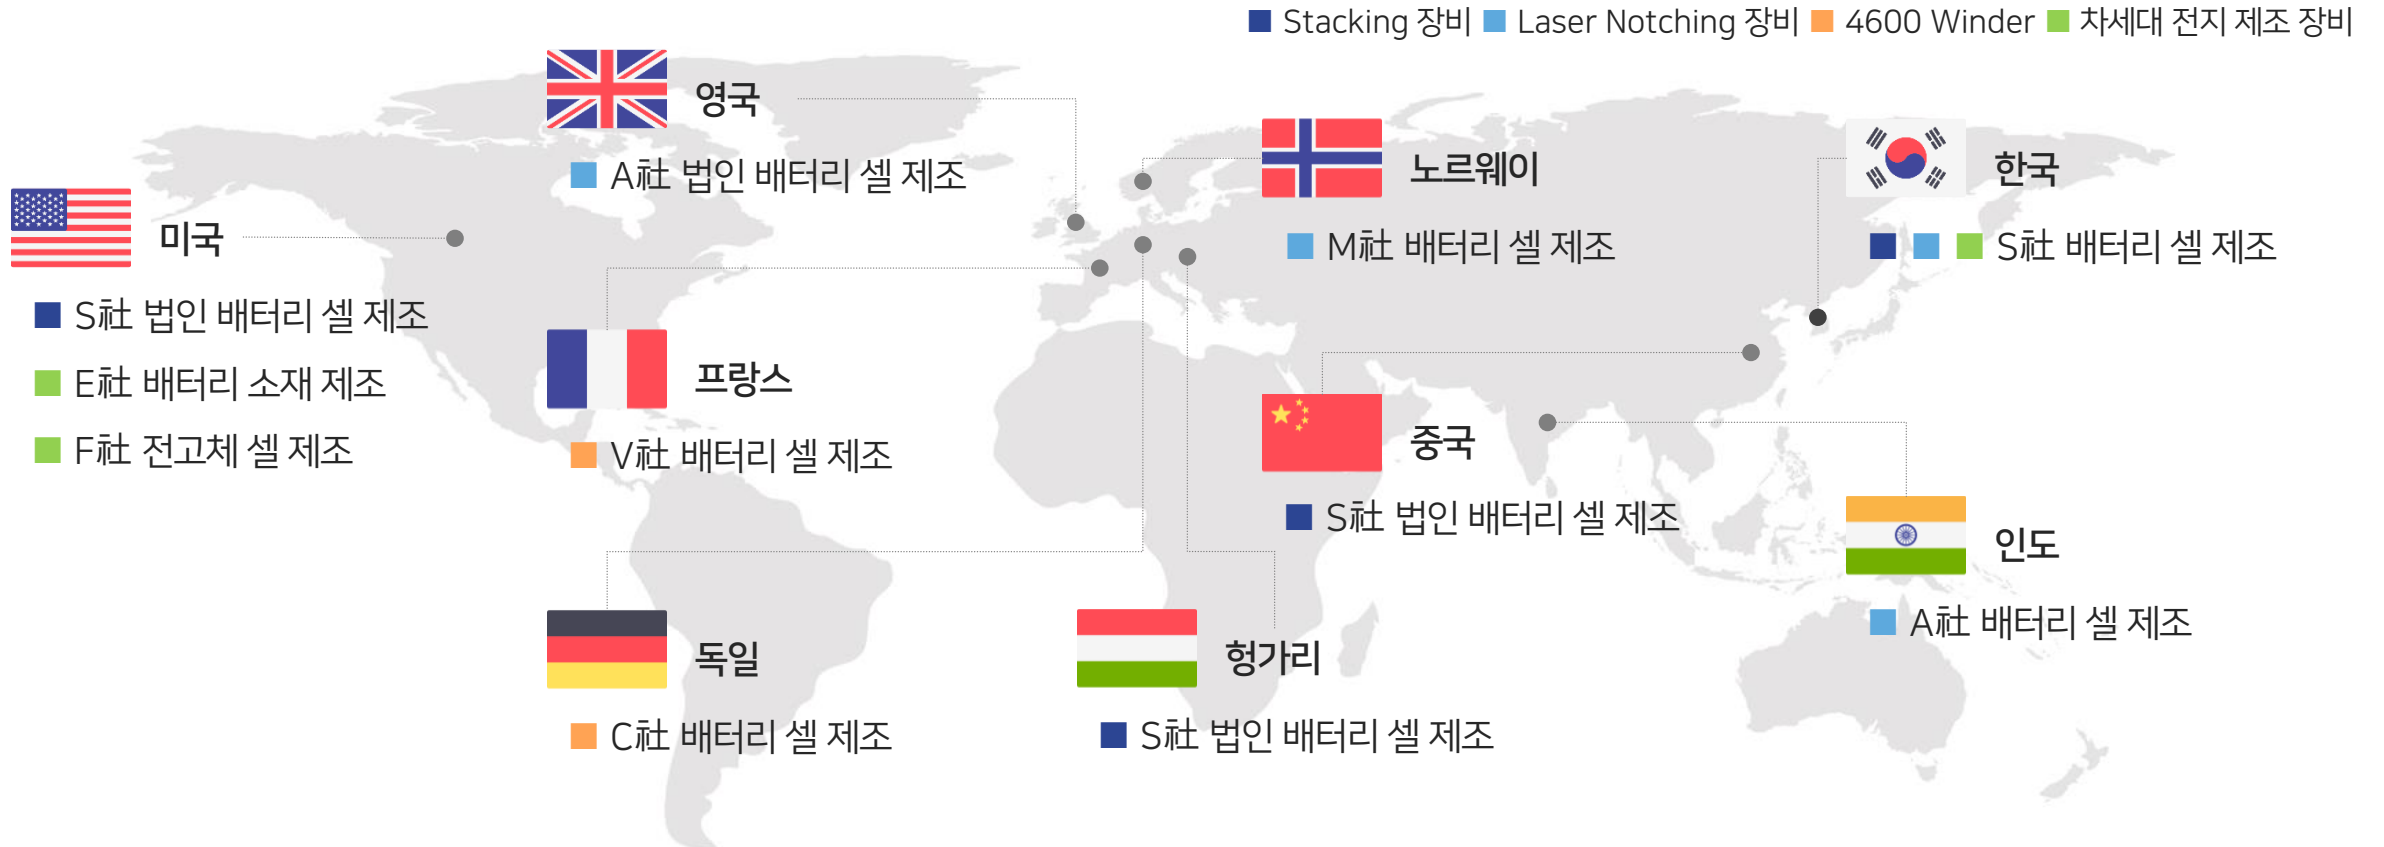 Stacking 장비 Laser Notching 장비 4600 Winder 차세대 전지 제조 장비
영국
A社 법인 배터리 셀 제조
노르웨이
M社 배터리 셀 제조
한국
S社 배터리 셀 제조
미국
S社 법인 배터리 셀 제조
E社 배터리 소재 제조
F社 전고체 셀 제조
프랑스
V社 배터리 셀 제조
중국
S社 법인 배터리 셀 제조
인도
A社 배터리 셀 제조
독일
C社 배터리 셀 제조
헝가리
S社 법인 배터리 셀 제조